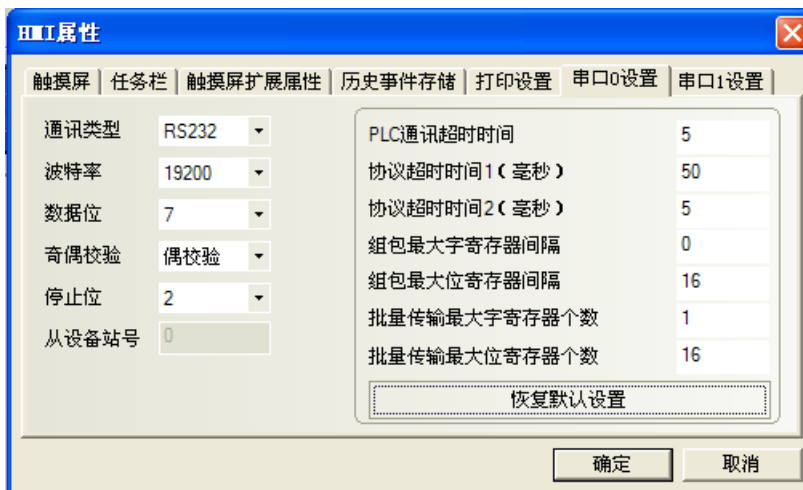 HMI属性
触摸屏 任务栏 触摸屏扩展属性 历史事件存储 打印设置 串口0设置 串口1设置
通讯类型 RS232
波特率 19200
数据位 7
奇偶校验 偶校验
停止位 2
从设备站号 0
PLC通讯超时时间 5
协议超时时间1(毫秒) 50
协议超时时间2(毫秒) 5
组包最大字寄存器间隔 0
组包最大位寄存器间隔 16
批量传输最大字寄存器个数 1
批量传输最大位寄存器个数 16
恢复默认设置
确定 取消